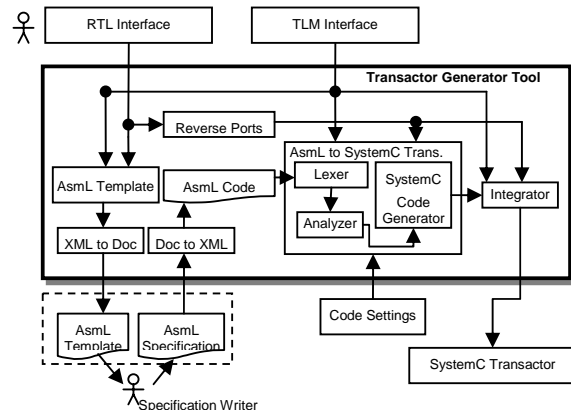 RTL Interface
TLM Interface
Transactor Generator Tool
Reverse Ports
AsmL to SystemC Trans.
AsmL Template
AsmL Code
Lexer
SystemC
Code
Generator
Analyzer
Integrator
XML to Doc
Doc to XML
AsmL
Template
AsmL
Specification
Code Settings
SystemC Transactor
Specification Writer